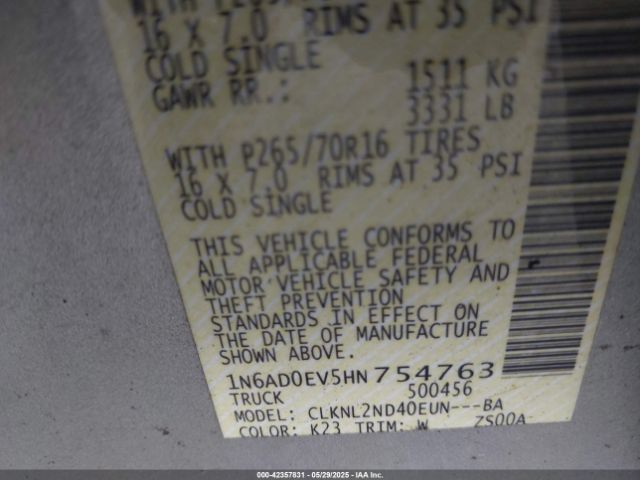 16 X 7.0 RIMS AT 35 PSI
COLD SINGLE
GAWR RR.: 1511 KG
3331 LB
WITH P265/70R16 TIRES
16 X 7.0 RIMS AT 35 PSI
COLD SINGLE
THIS VEHICLE CONFORMS TO
ALL APPLICABLE FEDERAL
MOTOR VEHICLE SAFETY AND
THEFT PREVENTION
STANDARDS IN EFFECT ON
THE DATE OF MANUFACTURE
SHOWN ABOVE.
1N6AD0EV5HN754763
TRUCK 500456
MODEL: CLKNL2ND40EUN---BA
COLOR: K23 TRIM: W ZS00A
000-42357831 - 05/29/2025 - IAA Inc.